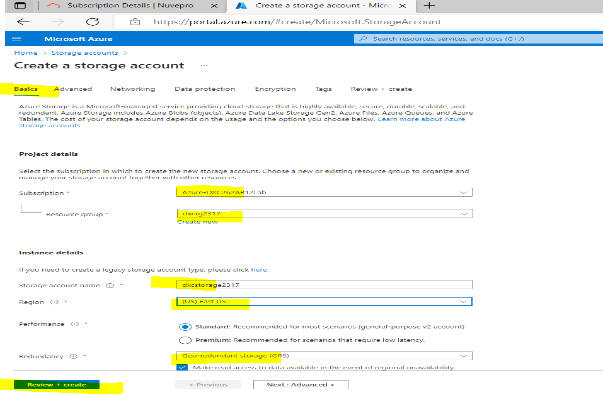 Subscription Details | Nuvepro
Create a storage account - Micro
https://portal.azure.com/#create/Microsoft.StorageAccount
Microsoft Azure
Search resources, services, and docs (G+/)
Home > Storage accounts >
Create a storage account ...
Basics Advanced Networking Data protection Encryption Tags Review + create
Azure Storage is a Microsoft-managed service providing cloud storage that is highly available, secure, durable, scalable, and
redundant. Azure Storage includes Azure Blobs (objects), Azure Data Lake Storage Gen2, Azure Files, Azure Queues, and Azure
Tables. The cost of your storage account depends on the usage and the options you choose below. Learn more about Azure
storage accounts
Project details
Select the subscription in which to create the new storage account. Choose a new or existing resource group to organize and
manage your storage account together with other resources.
Subscription *
Resource group *
Create new
Instance details
If you need to create a legacy storage account type, please click here.
Storage account name *
dxcstorage2317
Region *
(US) East US
Performance *
Standard: Recommended for most scenarios (general-purpose v2 account)
Premium: Recommended for scenarios that require low latency.
Redundancy *
Geo-redundant storage (GRS)
Make read access to data available in the event of regional unavailability.
Review + create
< Previous
Next : Advanced >